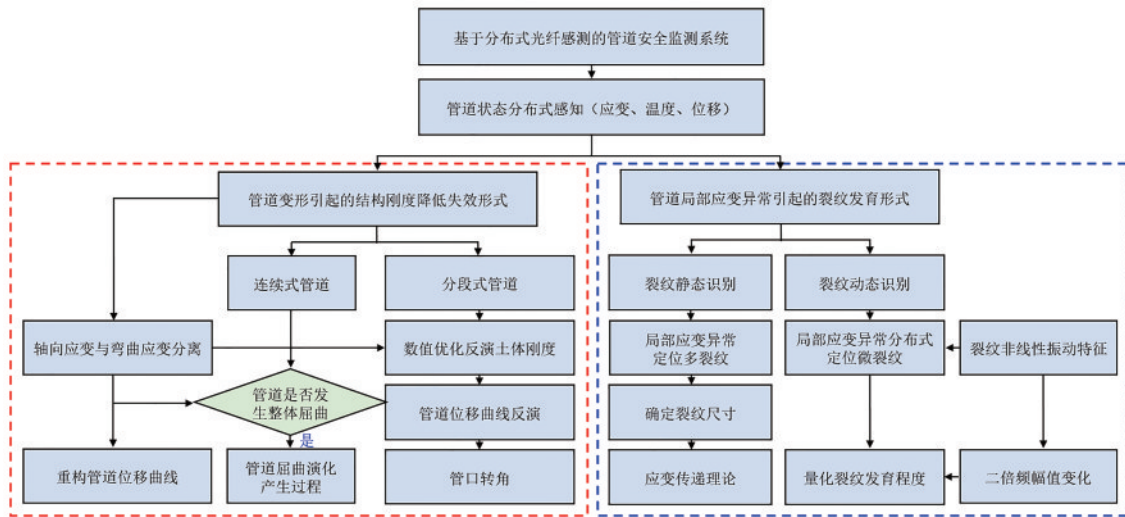 基于分布式光纤感测的管道安全监测系统
管道状态分布式感知（应变、温度、位移）
管道变形引起的结构刚度降低失效形式
管道局部应变异常引起的裂纹发育形式
连续式管道
分段式管道
裂纹静态识别
裂纹动态识别
轴向应变与弯曲应变分离
数值优化反演土体刚度
局部应变异常
定位多裂纹
局部应变异常分布式
定位微裂纹
裂纹非线性振动特征
管道是否发
生整体屈曲
管道位移曲线反演
确定裂纹尺寸
是
重构管道位移曲线
管道屈曲演化
产生过程
管口转角
应变传递理论
量化裂纹发育程度
二倍频幅值变化